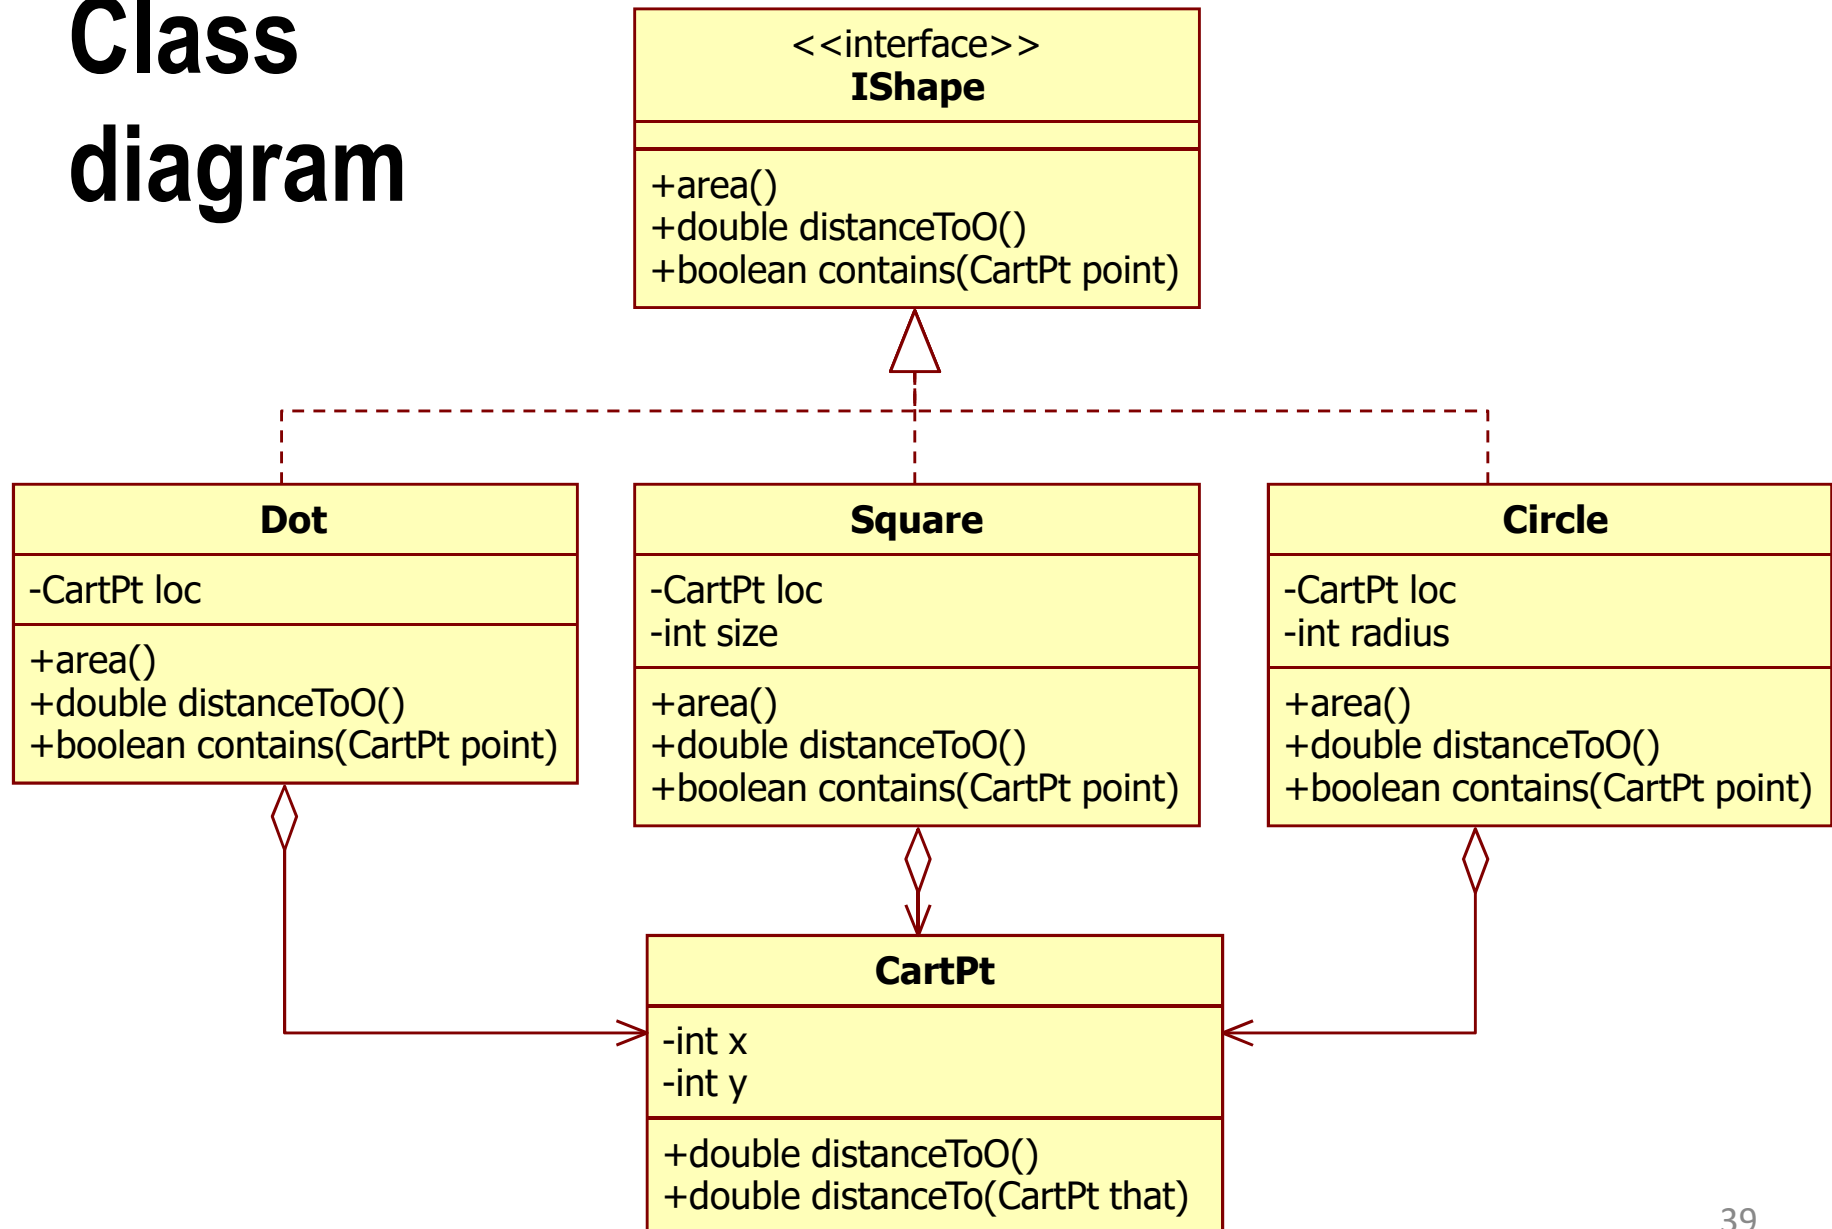 Class
diagram
<<interface>>
IShape
+area()
+double distanceToO()
+boolean contains(CartPt point)
Dot
-CartPt loc
+area()
+double distanceToO()
+boolean contains(CartPt point)
Square
-CartPt loc
-int size
+area()
+double distanceToO()
+boolean contains(CartPt point)
Circle
-CartPt loc
-int radius
+area()
+double distanceToO()
+boolean contains(CartPt point)
CartPt
-int x
-int y
+double distanceToO()
+double distanceTo(CartPt that)
39